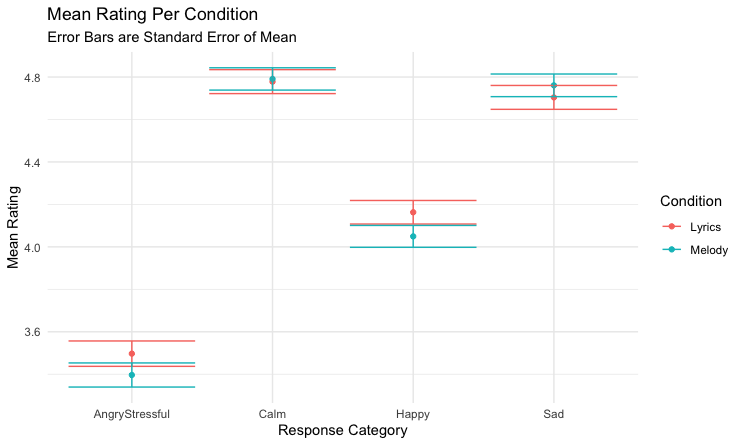 Mean Rating Per Condition
Error Bars are Standard Error of Mean
Mean Rating
4.8
4.4
4.0
3.6
AngryStressful
Calm
Happy
Sad
Response Category
Condition
Lyrics
Melody